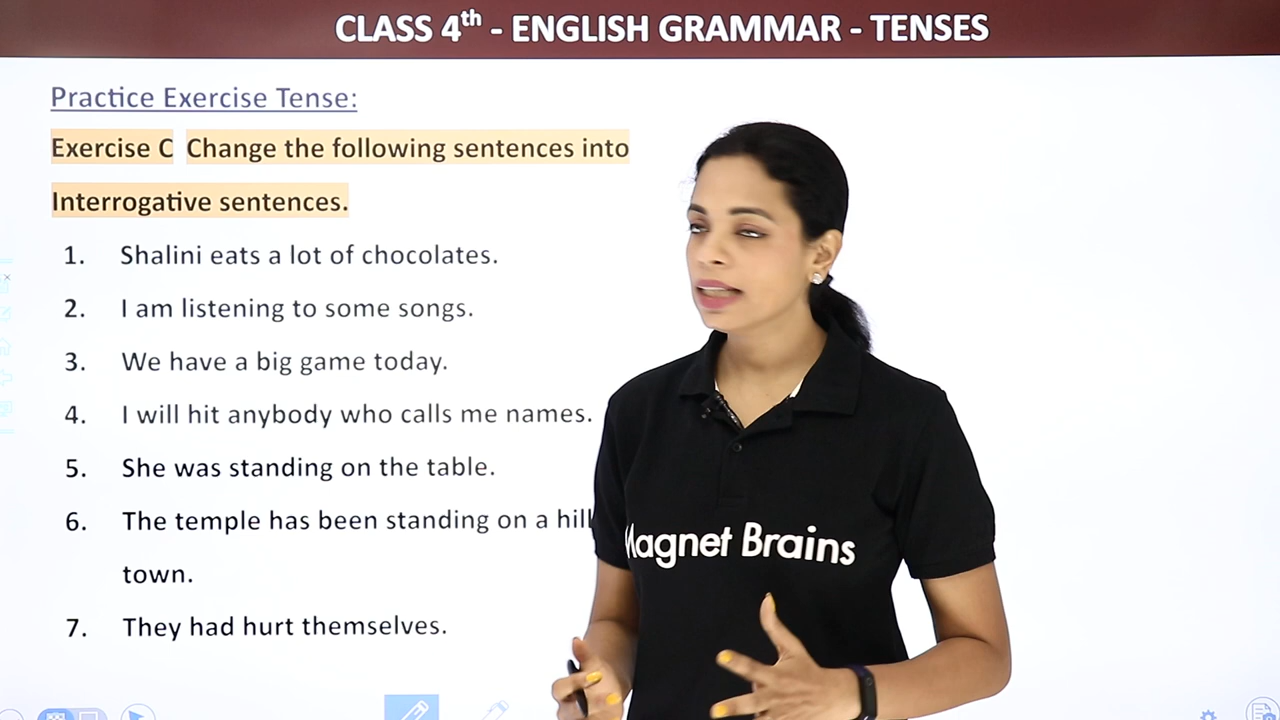 CLASS 4th - ENGLISH GRAMMAR - TENSES
Practice Exercise Tense:
Exercise C Change the following sentences into
Interrogative sentences.
1. Shalini eats a lot of chocolates.
2. I am listening to some songs.
3. We have a big game today.
4. I will hit anybody who calls me names.
5. She was standing on the table.
6. The temple has been standing on a hill
town.
7. They had hurt themselves.
Magnet Brains